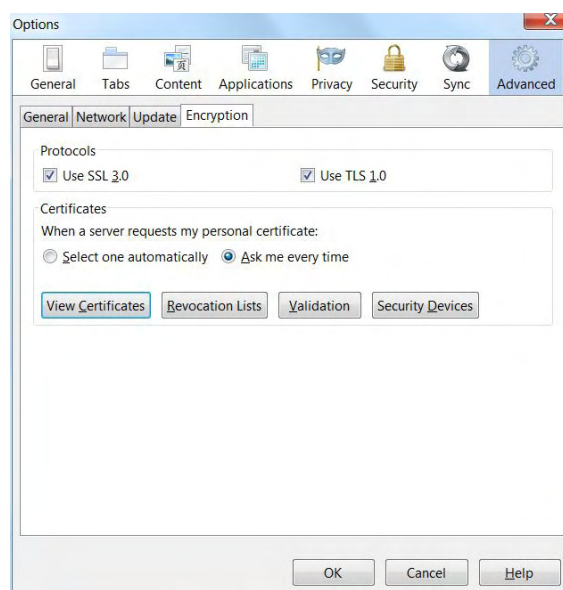 Options
X
General Tabs Content Applications Privacy Security Sync Advanced
General Network Update Encryption
Protocols
Use SSL 3.0 Use TLS 1.0
Certificates
When a server requests my personal certificate:
Select one automatically Ask me every time
View Certificates Revocation Lists Validation Security Devices
OK Cancel Help